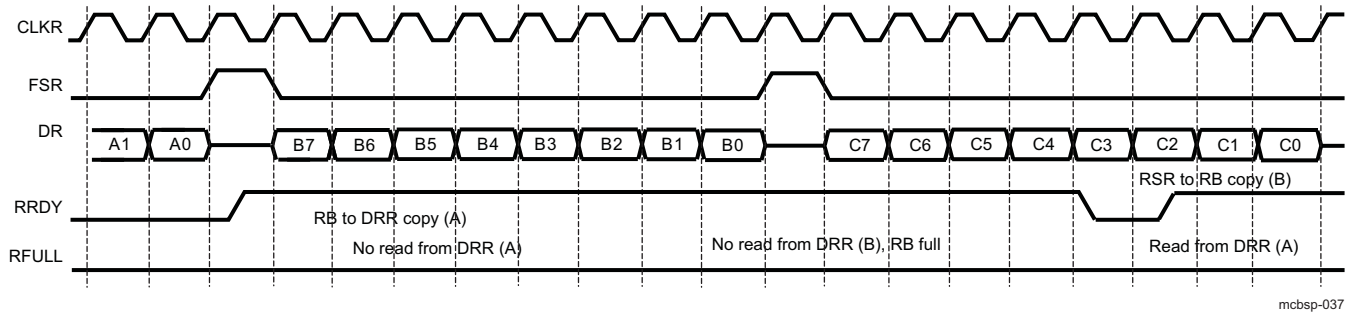 CLKR
FSR
DR
A1 A0 B7 B6 B5 B4 B3 B2 B1 B0 C7 C6 C5 C4 C3 C2 C1 C0
RSR to RB copy (B)
RRDY
RB to DRR copy (A)
No read from DRR (A)
No read from DRR (B), RB full
Read from DRR (A)
RFULL
mcbsp-037